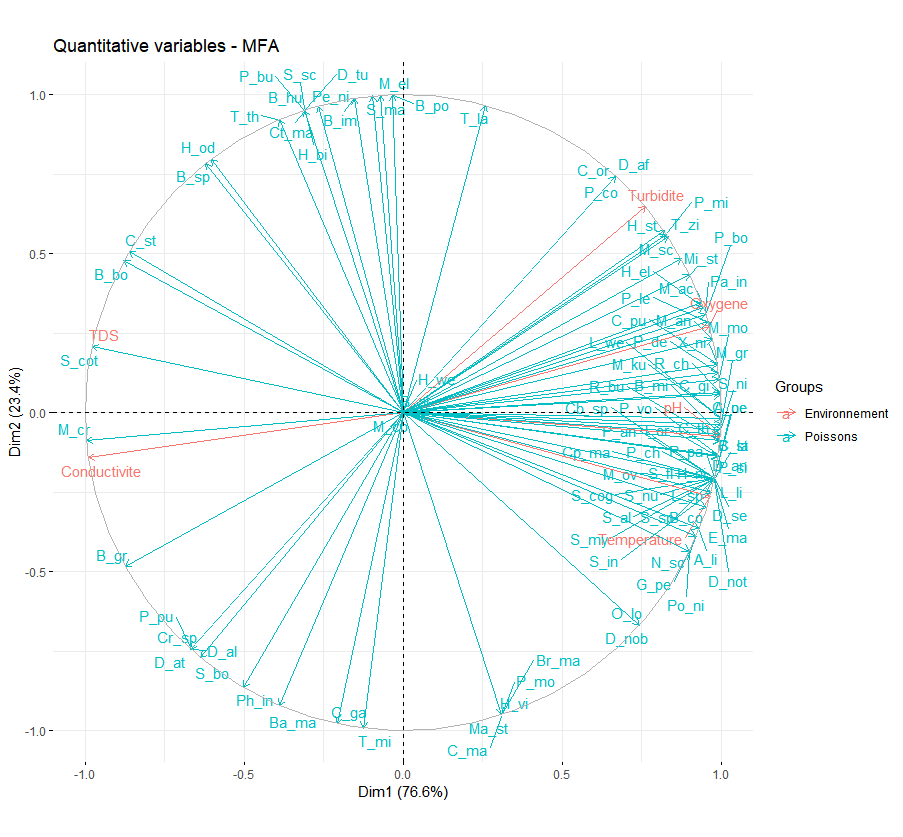 Quantitative variables - MFA
P_bu
S_sc
D_tu
M_el
B_hu
Pe_ni
B_po
S_ma
T_th
B_im
T_la
Ct_ma
H_bi
H_od
B_sp
C_or
D_af
P_co
Turbidite
P_mi
H_st
T_zi
P_bo
C_st
M_sc
Mi_st
B_bo
H_el
M_ac
Pa_in
P_le
Oxygene
C_pu
M_an
M_mo
TDS
L_we
P_de
X_ni
M_gr
S_cot
M_ku
R_ch
H_we
B_mi
C_gi
S_ni
P_vo
pH
M_cr
Conductivite
Cp_ma
P_ch
M_ov
S_cog
S_nu
L_li
S_al
B_co
D_se
S_my
Temperature
E_ma
S_in
N_sc
A_li
B_gr
G_pe
D_not
Po_ni
P_pu
O_lo
Cr_sp
D_nob
D_at
D_al
S_bo
Br_ma
P_mo
Ph_in
H_vi
Ba_ma
C_ga
Ma_st
T_mi
C_ma
1.0
0.5
0.0
-0.5
-1.0
Dim2 (23.4%)
-1.0
-0.5
0.0
0.5
1.0
Dim1 (76.6%)
Groups
a
Environnement
a
Poissons